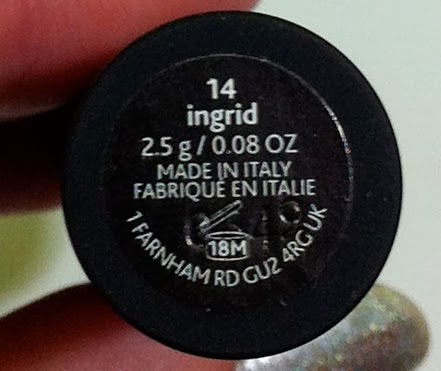 14
ingrid
2.5 g / 0.08 OZ
MADE IN ITALY
FABRIQUÉ EN ITALIE
18M
1 FARNHAM RD GU2 4RG UK